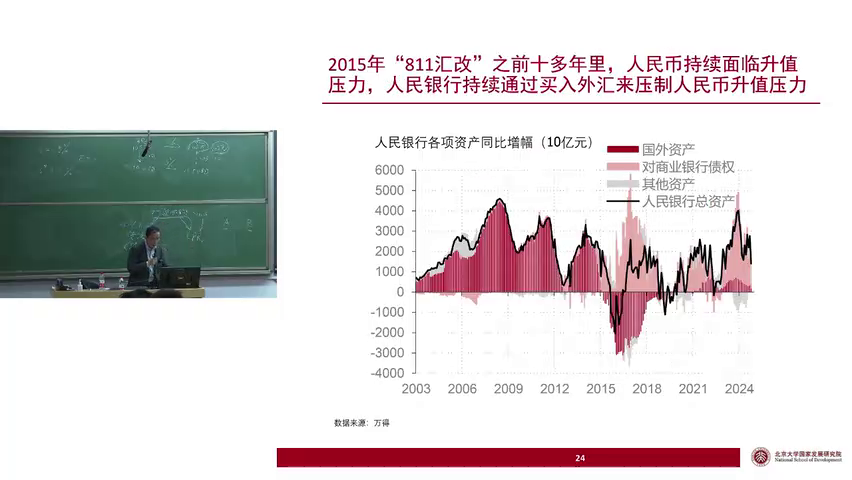 2015年“811汇改”之前十多年里，人民币持续面临升值
压力，人民银行持续通过买入外汇来压制人民币升值压力
人民银行各项资产同比增幅（10亿元）
国外资产
对商业银行债权
其他资产
人民银行总资产
6000
5000
4000
3000
2000
1000
0
-1000
-2000
-3000
-4000
2003 2006 2009 2012 2015 2018 2021 2024
数据来源：万得
24
北京大学国家发展研究院
National School of Development